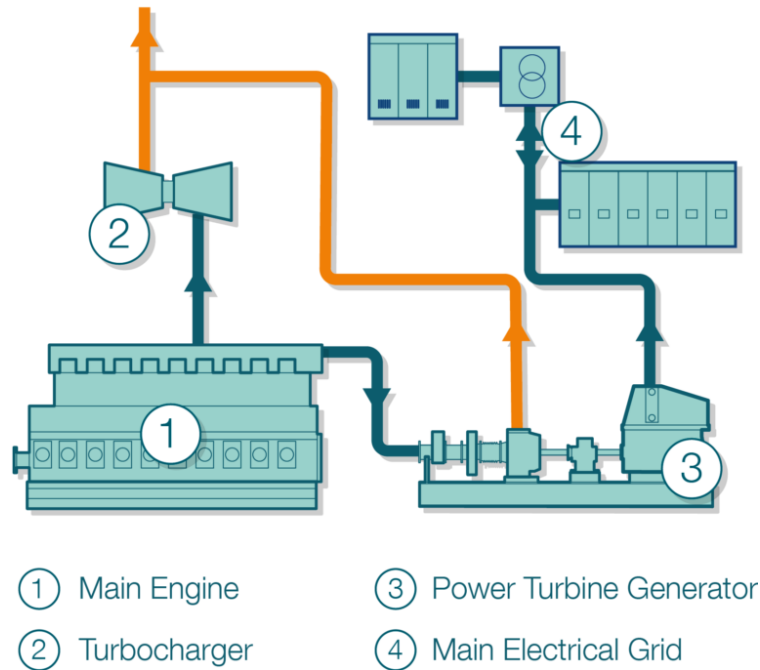 4
2
1
3
1 Main Engine
3 Power Turbine Generator
2 Turbocharger
4 Main Electrical Grid